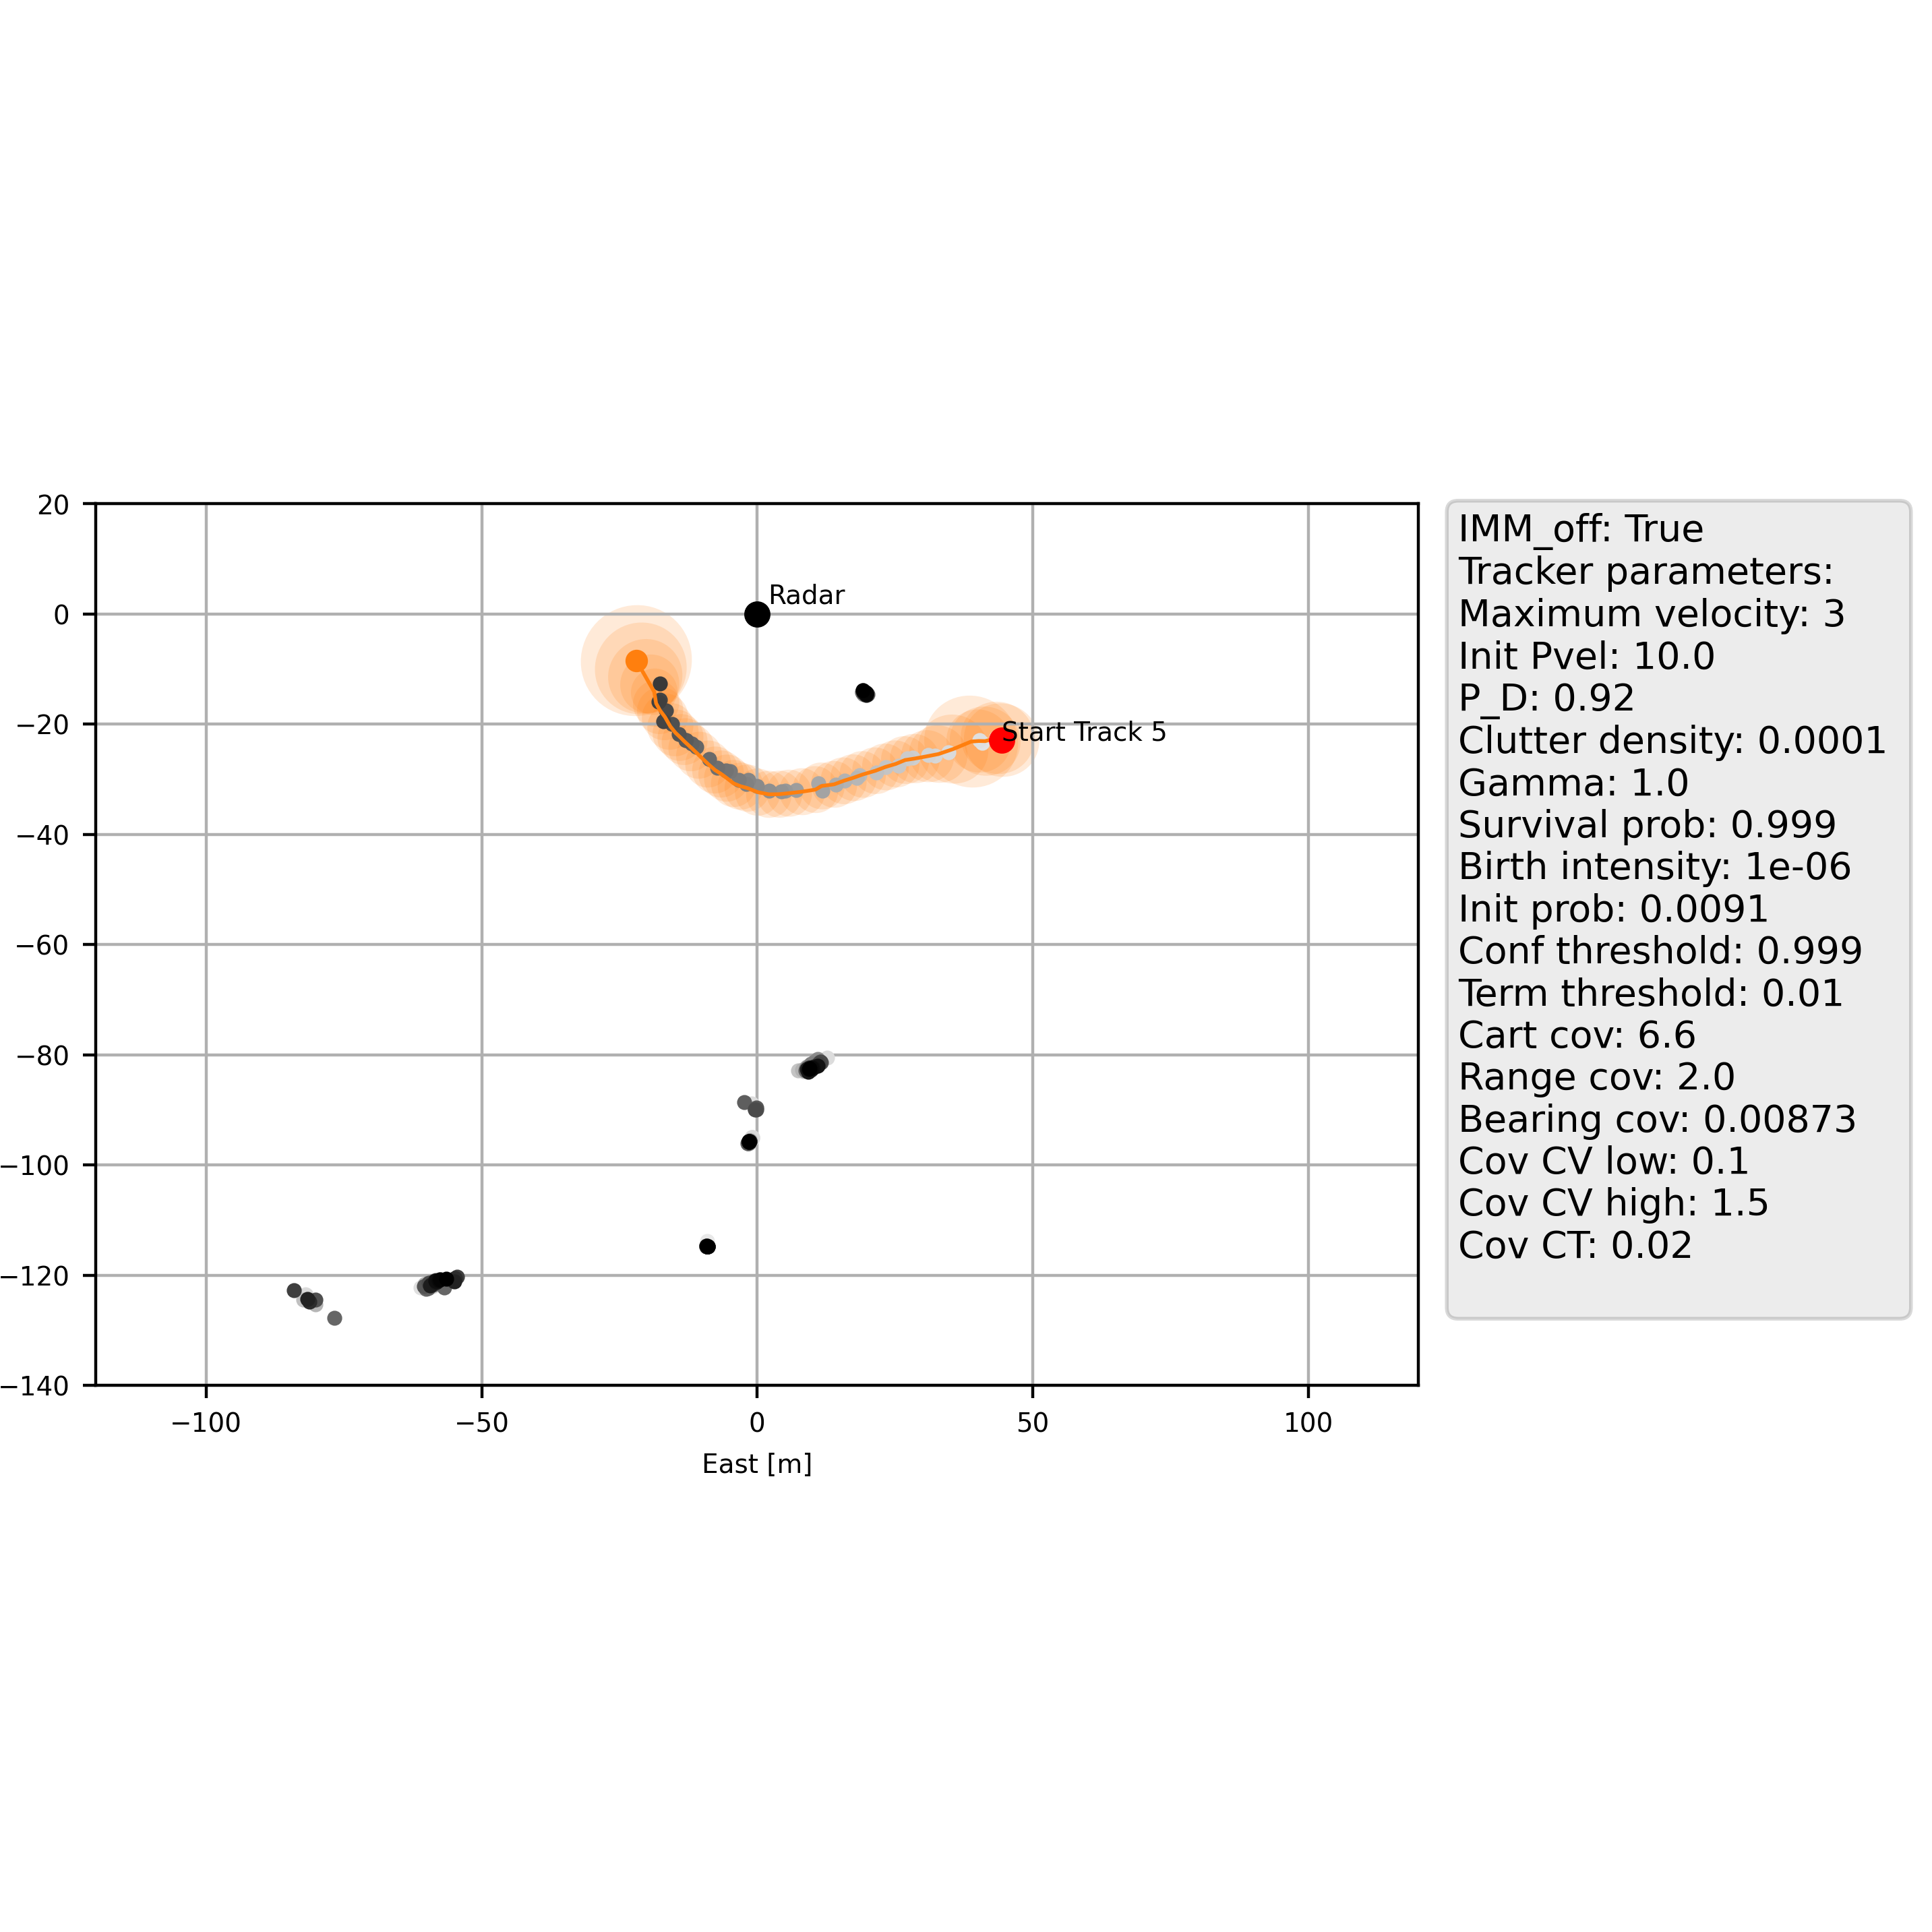 20
0
−20
−40
−60
−80
−100
−120
−140
−100
−50
0
50
100
East [m]
Radar
Start Track 5
IMM_off: True
Tracker parameters:
Maximum velocity: 3
Init Pvel: 10.0
P_D: 0.92
Clutter density: 0.0001
Gamma: 1.0
Survival prob: 0.999
Birth intensity: 1e-06
Init prob: 0.0091
Conf threshold: 0.999
Term threshold: 0.01
Cart cov: 6.6
Range cov: 2.0
Bearing cov: 0.00873
Cov CV low: 0.1
Cov CV high: 1.5
Cov CT: 0.02